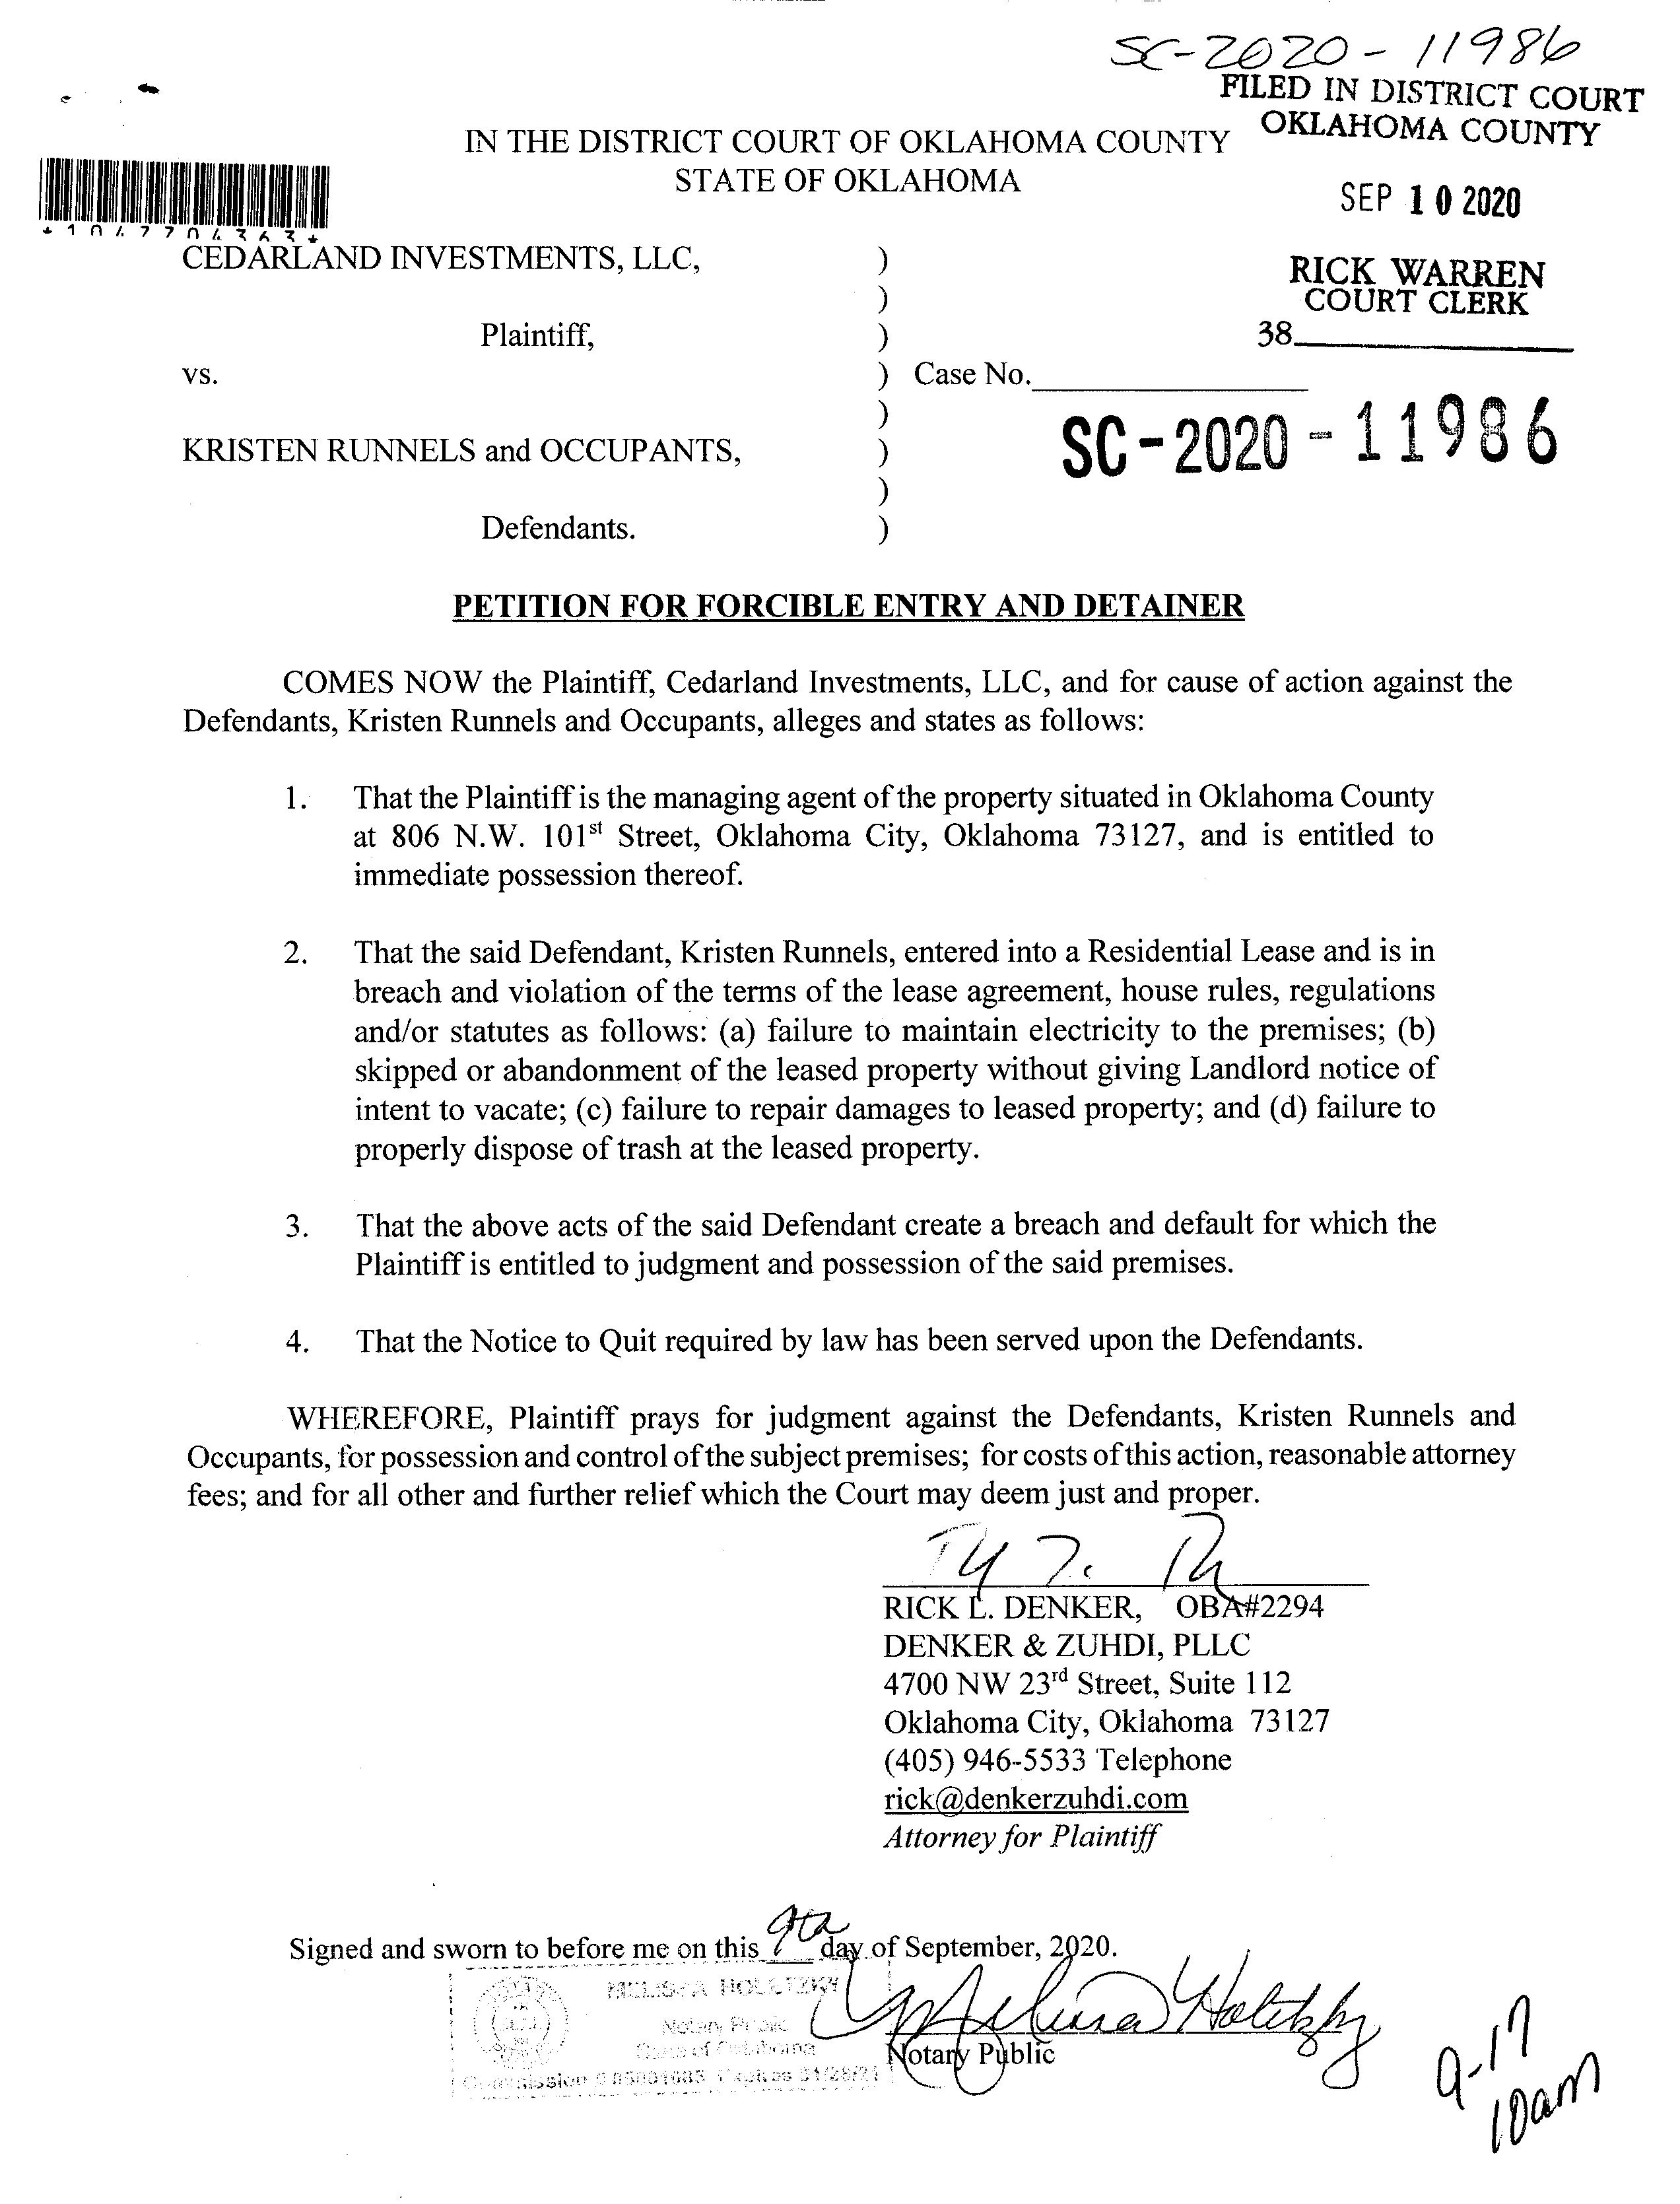 SC-2020-11986
FILED IN DISTRICT COURT
OKLAHOMA COUNTY
IN THE DISTRICT COURT OF OKLAHOMA COUNTY
STATE OF OKLAHOMA
SEP 10 2020
RICK WARREN
COURT CLERK
38
CEDARLAND INVESTMENTS, LLC, )
)
Plaintiff, )
vs. ) Case No.
)
SC-2020-11986
KRISTEN RUNNELS and OCCUPANTS, )
)
Defendants. )
PETITION FOR FORCIBLE ENTRY AND DETAINER
COMES NOW the Plaintiff, Cedarland Investments, LLC, and for cause of action against the
Defendants, Kristen Runnels and Occupants, alleges and states as follows:
1. That the Plaintiff is the managing agent of the property situated in Oklahoma County
at 806 N.W. 101st Street, Oklahoma City, Oklahoma 73127, and is entitled to
immediate possession thereof.
2. That the said Defendant, Kristen Runnels, entered into a Residential Lease and is in
breach and violation of the terms of the lease agreement, house rules, regulations
and/or statutes as follows: (a) failure to maintain electricity to the premises; (b)
skipped or abandonment of the leased property without giving Landlord notice of
intent to vacate; (c) failure to repair damages to leased property; and (d) failure to
properly dispose of trash at the leased property.
3. That the above acts of the said Defendant create a breach and default for which the
Plaintiff is entitled to judgment and possession of the said premises.
4. That the Notice to Quit required by law has been served upon the Defendants.
WHEREFORE, Plaintiff prays for judgment against the Defendants, Kristen Runnels and
Occupants, for possession and control of the subject premises; for costs of this action, reasonable attorney
fees; and for all other and further relief which the Court may deem just and proper.
RICK L. DENKER, OBA#2294
DENKER & ZUHDI, PLLC
4700 NW 23rd Street, Suite 112
Oklahoma City, Oklahoma 73127
(405) 946-5533 Telephone
rick@denkerzuhdi.com
Attorney for Plaintiff
Signed and sworn to before me on this 9th day of September, 2020.
MELISSA HOLETZKY
Notary Public
State of Oklahoma
Melissa Holetzky
Notary Public
9-17
10am